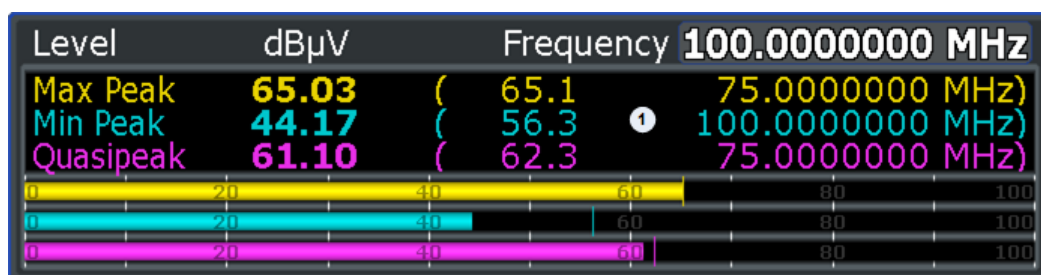 Level dBµV Frequency 100.0000000 MHz
Max Peak 65.03 ( 65.1 75.0000000 MHz)
Min Peak 44.17 ( 56.3 1 100.0000000 MHz)
Quasipeak 61.10 ( 62.3 75.0000000 MHz)
0 20 40 60 80 100
0 20 40 60 80 100
0 20 40 60 80 100